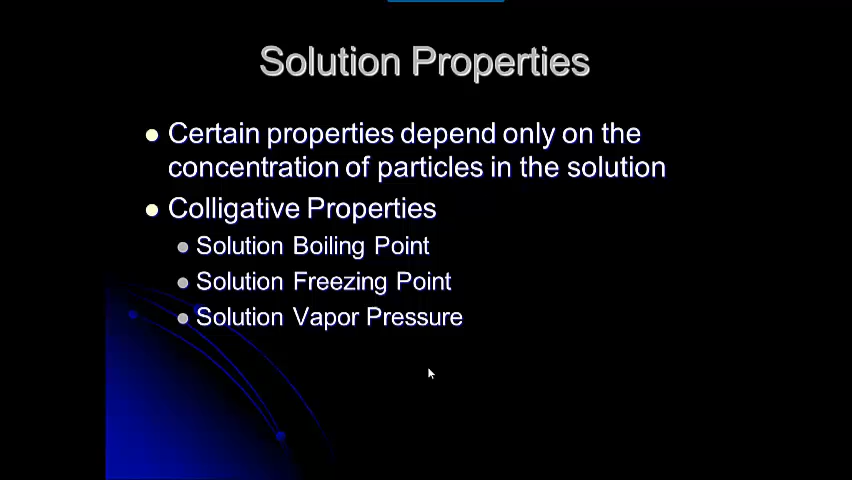 Solution Properties
Certain properties depend only on the
concentration of particles in the solution
Colligative Properties
Solution Boiling Point
Solution Freezing Point
Solution Vapor Pressure